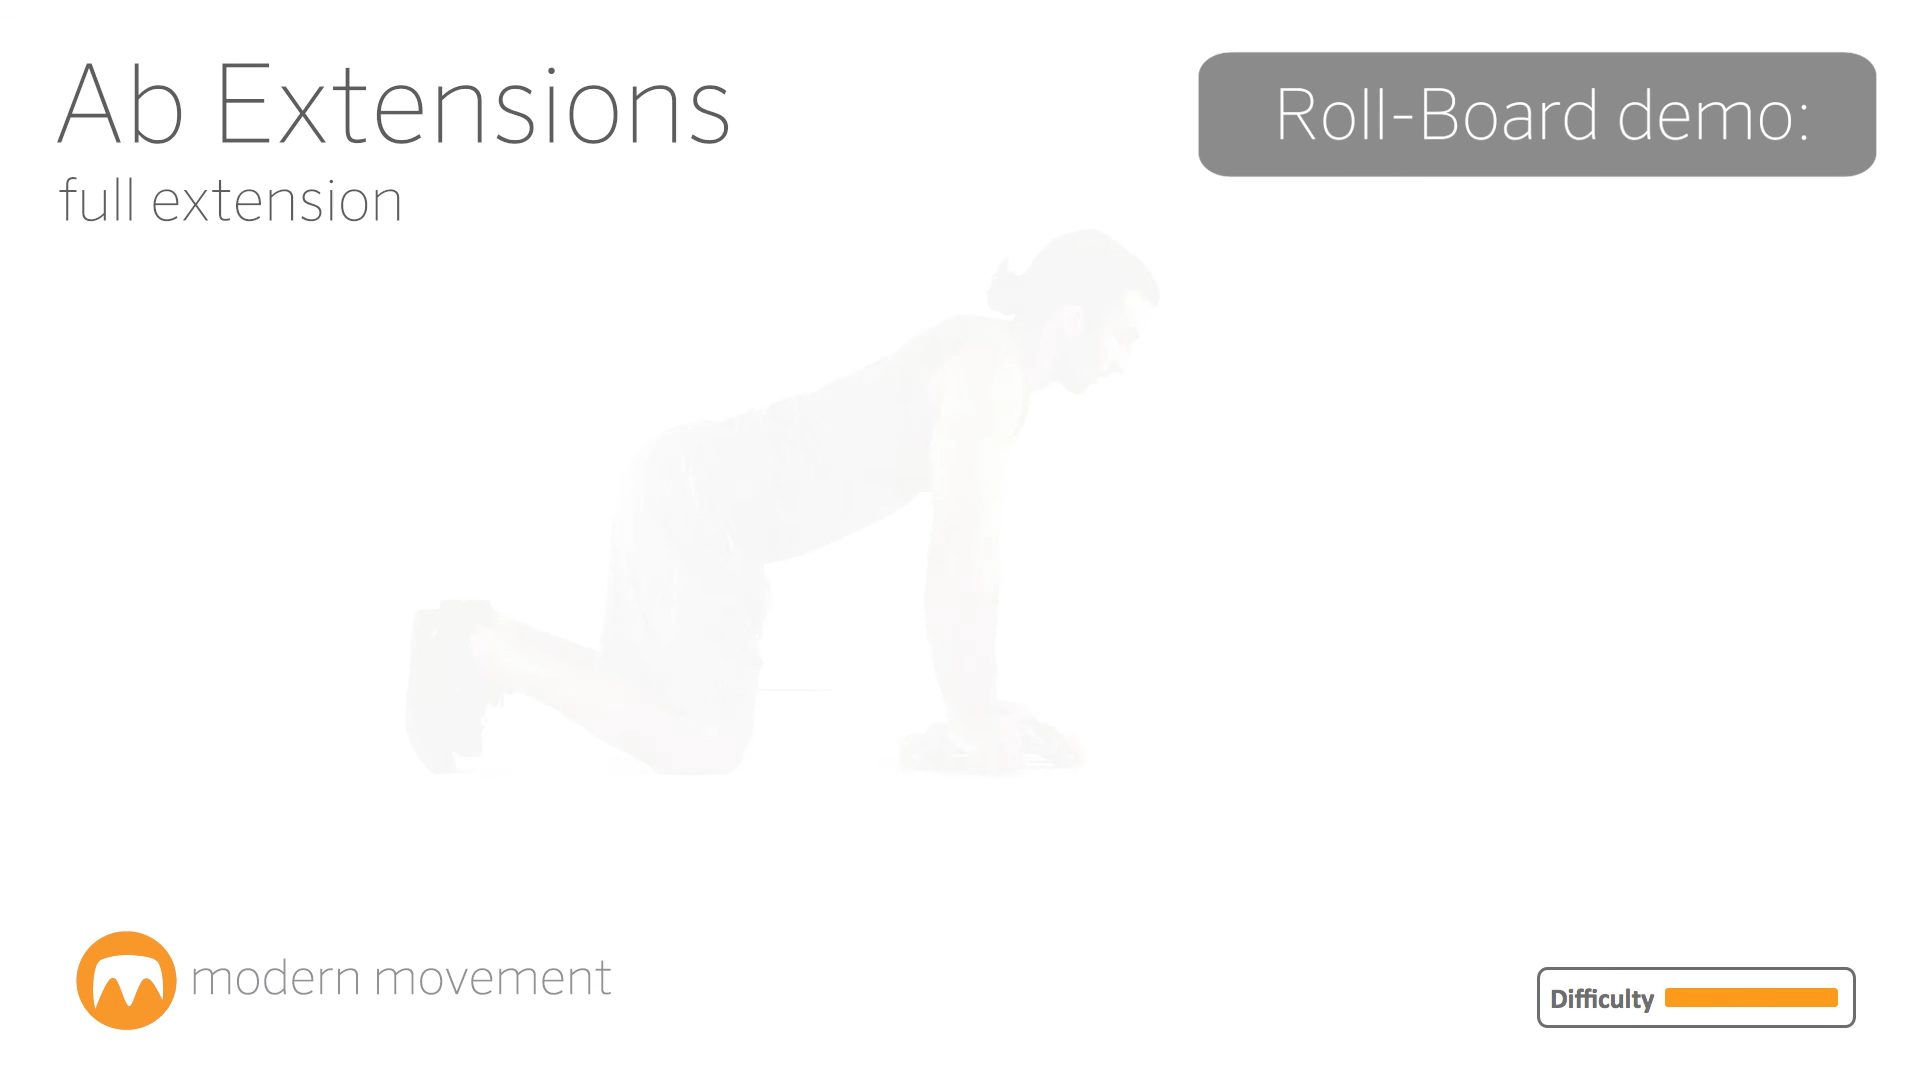 Ab Extensions
full extension
Roll-Board demo:
modern movement
Difficulty